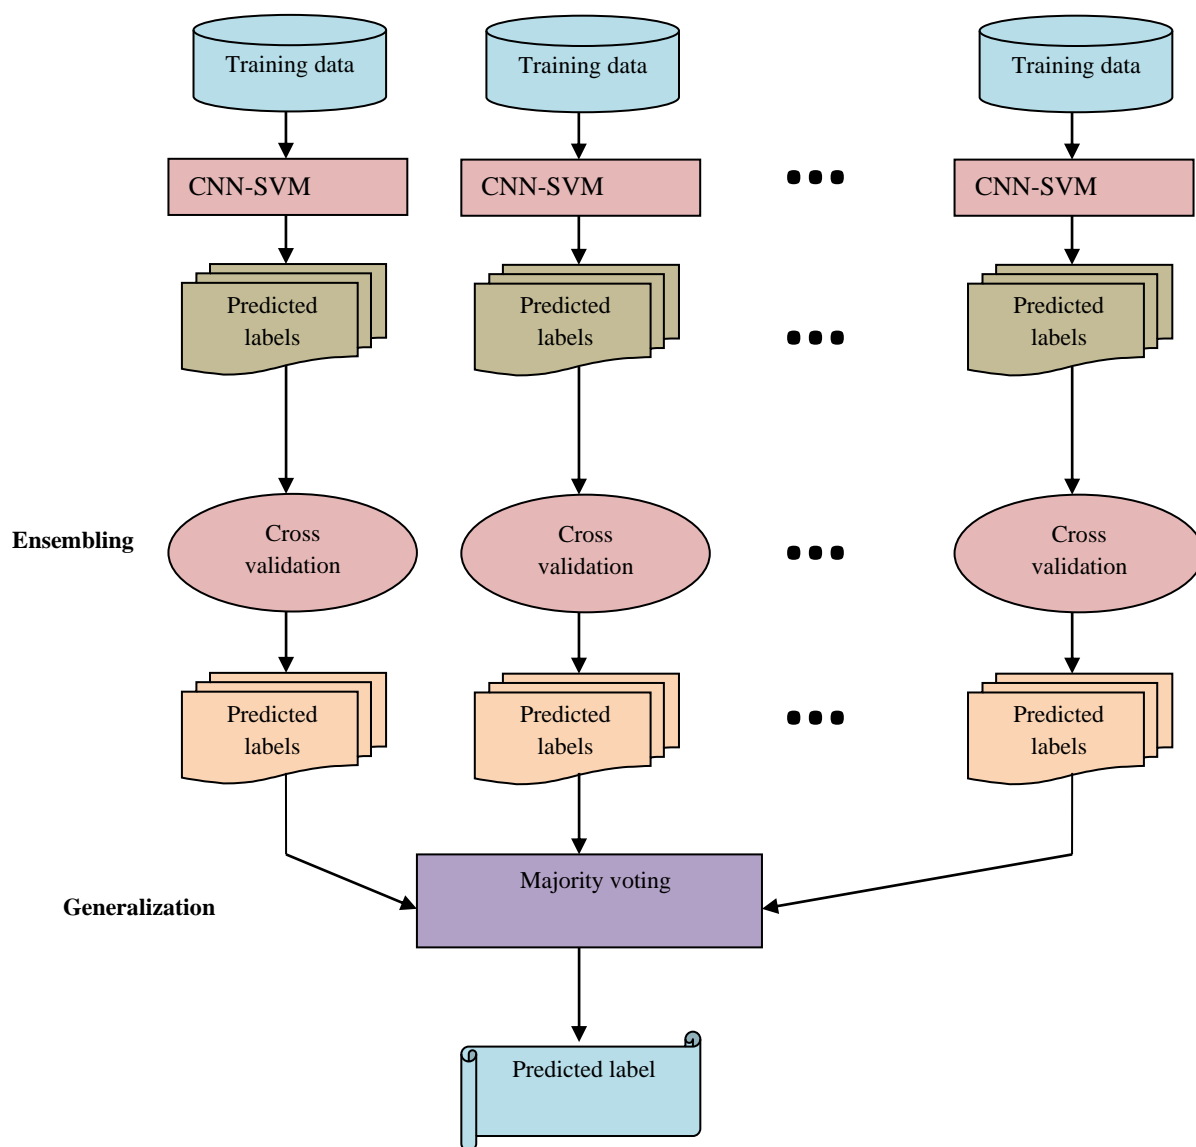 Training data
Training data
Training data
CNN-SVM
CNN-SVM
CNN-SVM
Predicted
labels
Predicted
labels
Predicted
labels
Ensembling
Cross
validation
Cross
validation
Cross
validation
Predicted
labels
Predicted
labels
Predicted
labels
Majority voting
Generalization
Predicted label